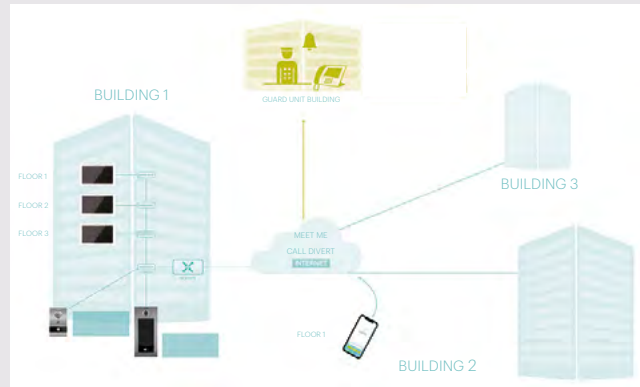 GUARD UNIT BUILDING
BUILDING 1
FLOOR 1
FLOOR 2
FLOOR 3
BUILDING 3
MEET ME
CALL DIVERT
INTERNET
FLOOR 1
BUILDING 2